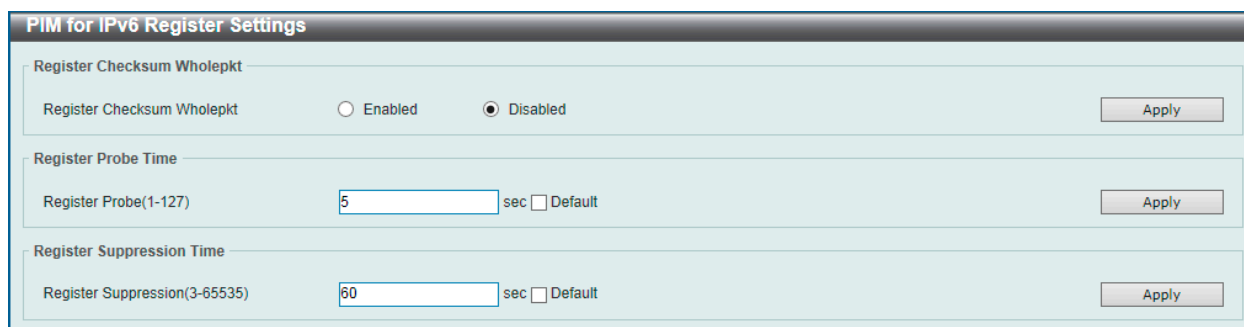 PIM for IPv6 Register Settings
Register Checksum Wholepkt
Register Checksum Wholepkt Enabled Disabled Apply
Register Probe Time
Register Probe(1-127) 5 sec Default Apply
Register Suppression Time
Register Suppression(3-65535) 60 sec Default Apply